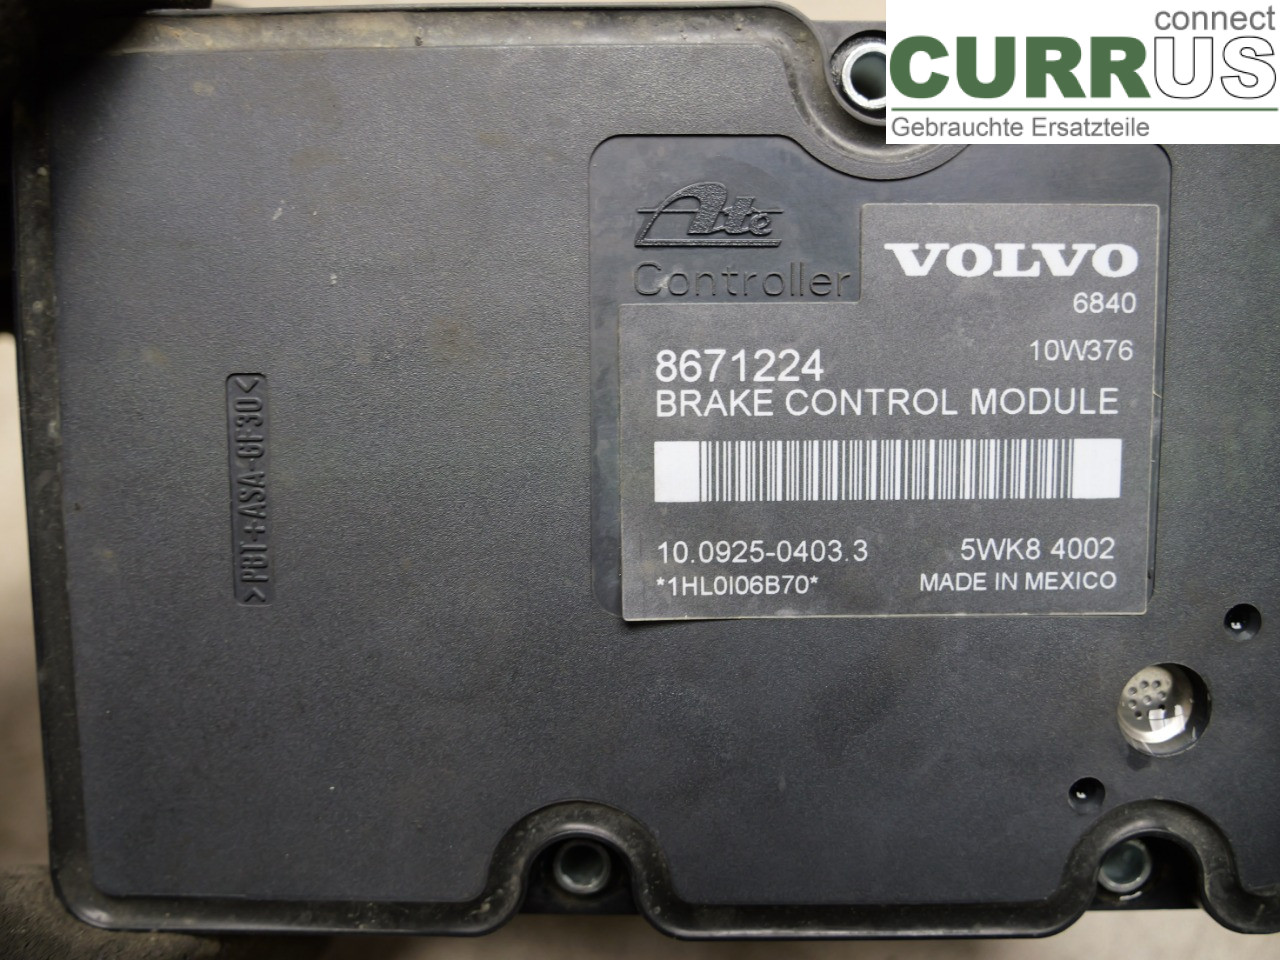 connect
CURRUS
Gebrauchte Ersatzteile
Ate
Controller
VOLVO
6840
10W376
8671224
BRAKE CONTROL MODULE
10.0925-0403.3
5WK8 4002
*1HL0I06B70*
MADE IN MEXICO
>PBT+ASA-GF30<